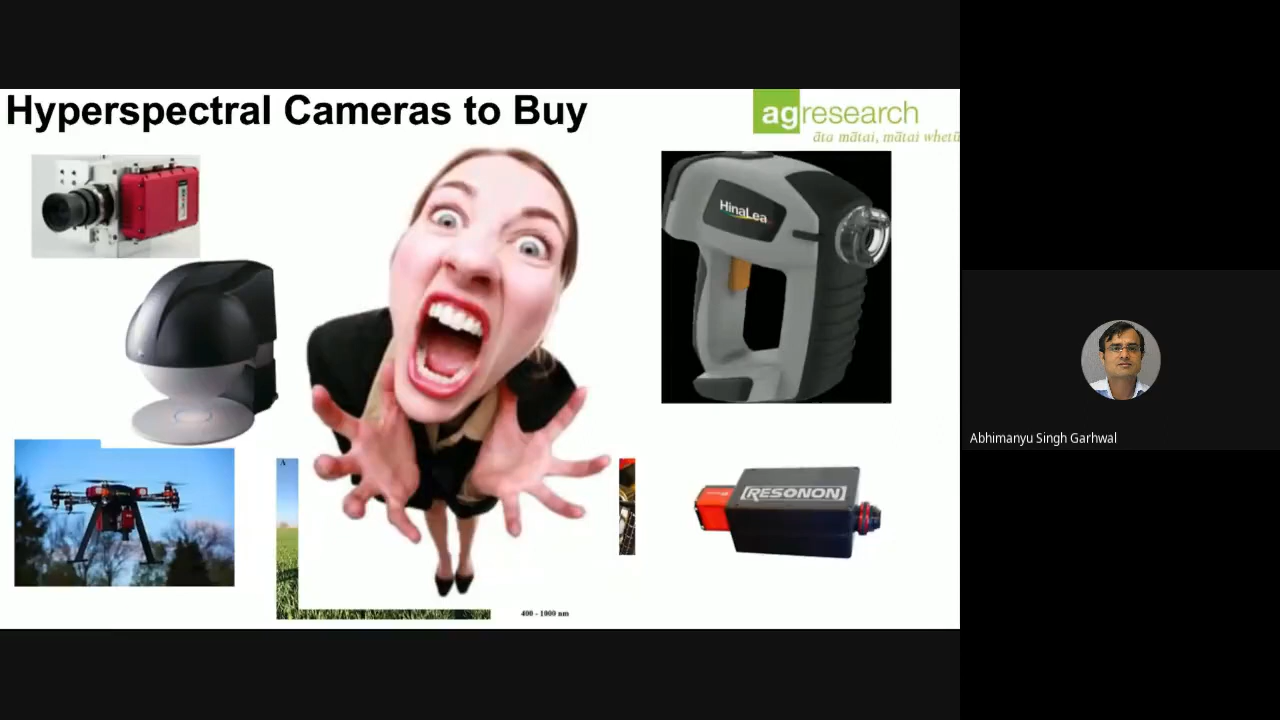 Hyperspectral Cameras to Buy
agresearch
āta mātai, mātai whetū
HinaLea
A
RESONON
400 - 1000 nm
Abhimanyu Singh Garhwal